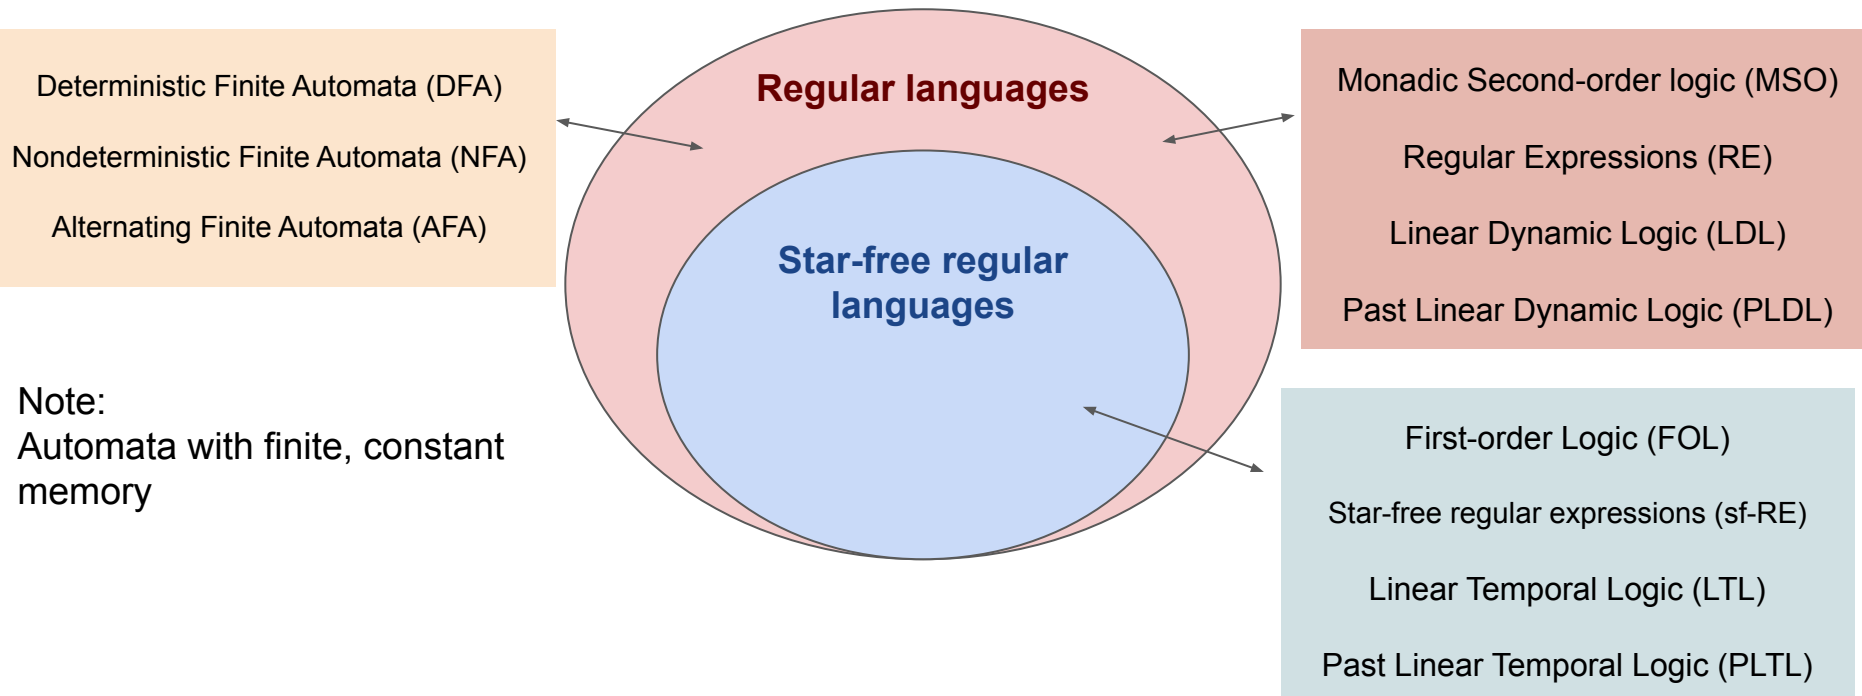 Deterministic Finite Automata (DFA)
Nondeterministic Finite Automata (NFA)
Alternating Finite Automata (AFA)
Note:
Automata with finite, constant
memory
Regular languages
Star-free regular
languages
Monadic Second-order logic (MSO)
Regular Expressions (RE)
Linear Dynamic Logic (LDL)
Past Linear Dynamic Logic (PLDL)
First-order Logic (FOL)
Star-free regular expressions (sf-RE)
Linear Temporal Logic (LTL)
Past Linear Temporal Logic (PLTL)